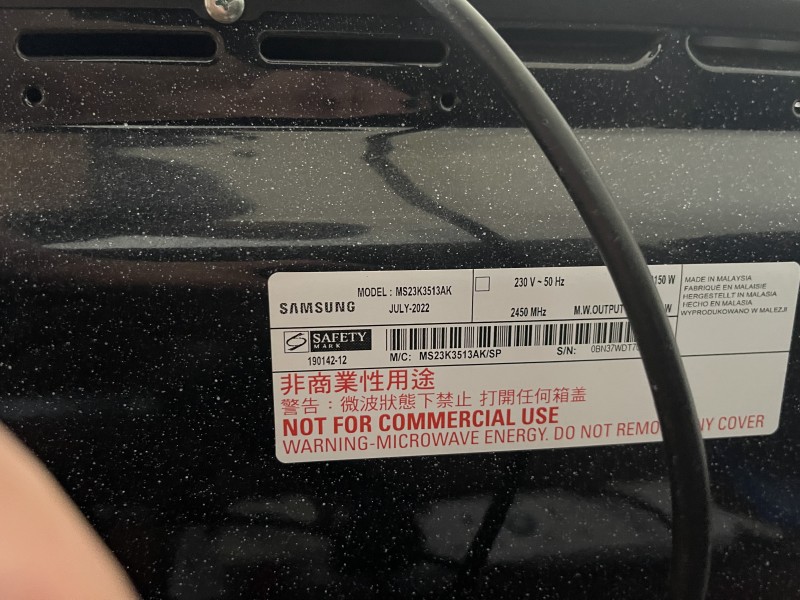 MODEL : MS23K3513AK
SAMSUNG JULY-2022
230 V ~ 50 Hz 150 W
2450 MHz M.W.OUTPUT W
MADE IN MALAYSIA
FABRIQUÉ EN MALAISIE
HERGESTELLT IN MALASIA
HECHO EN MALASIA
WYPRODUKOWANO W MALEZJI
SAFETY
MARK
190142-12
M/C: MS23K3513AK/SP S/N: 0BN37WDT7
非商業性用途
警告：微波狀態下禁止 打開任何箱蓋
NOT FOR COMMERCIAL USE
WARNING-MICROWAVE ENERGY. DO NOT REMO NY COVER